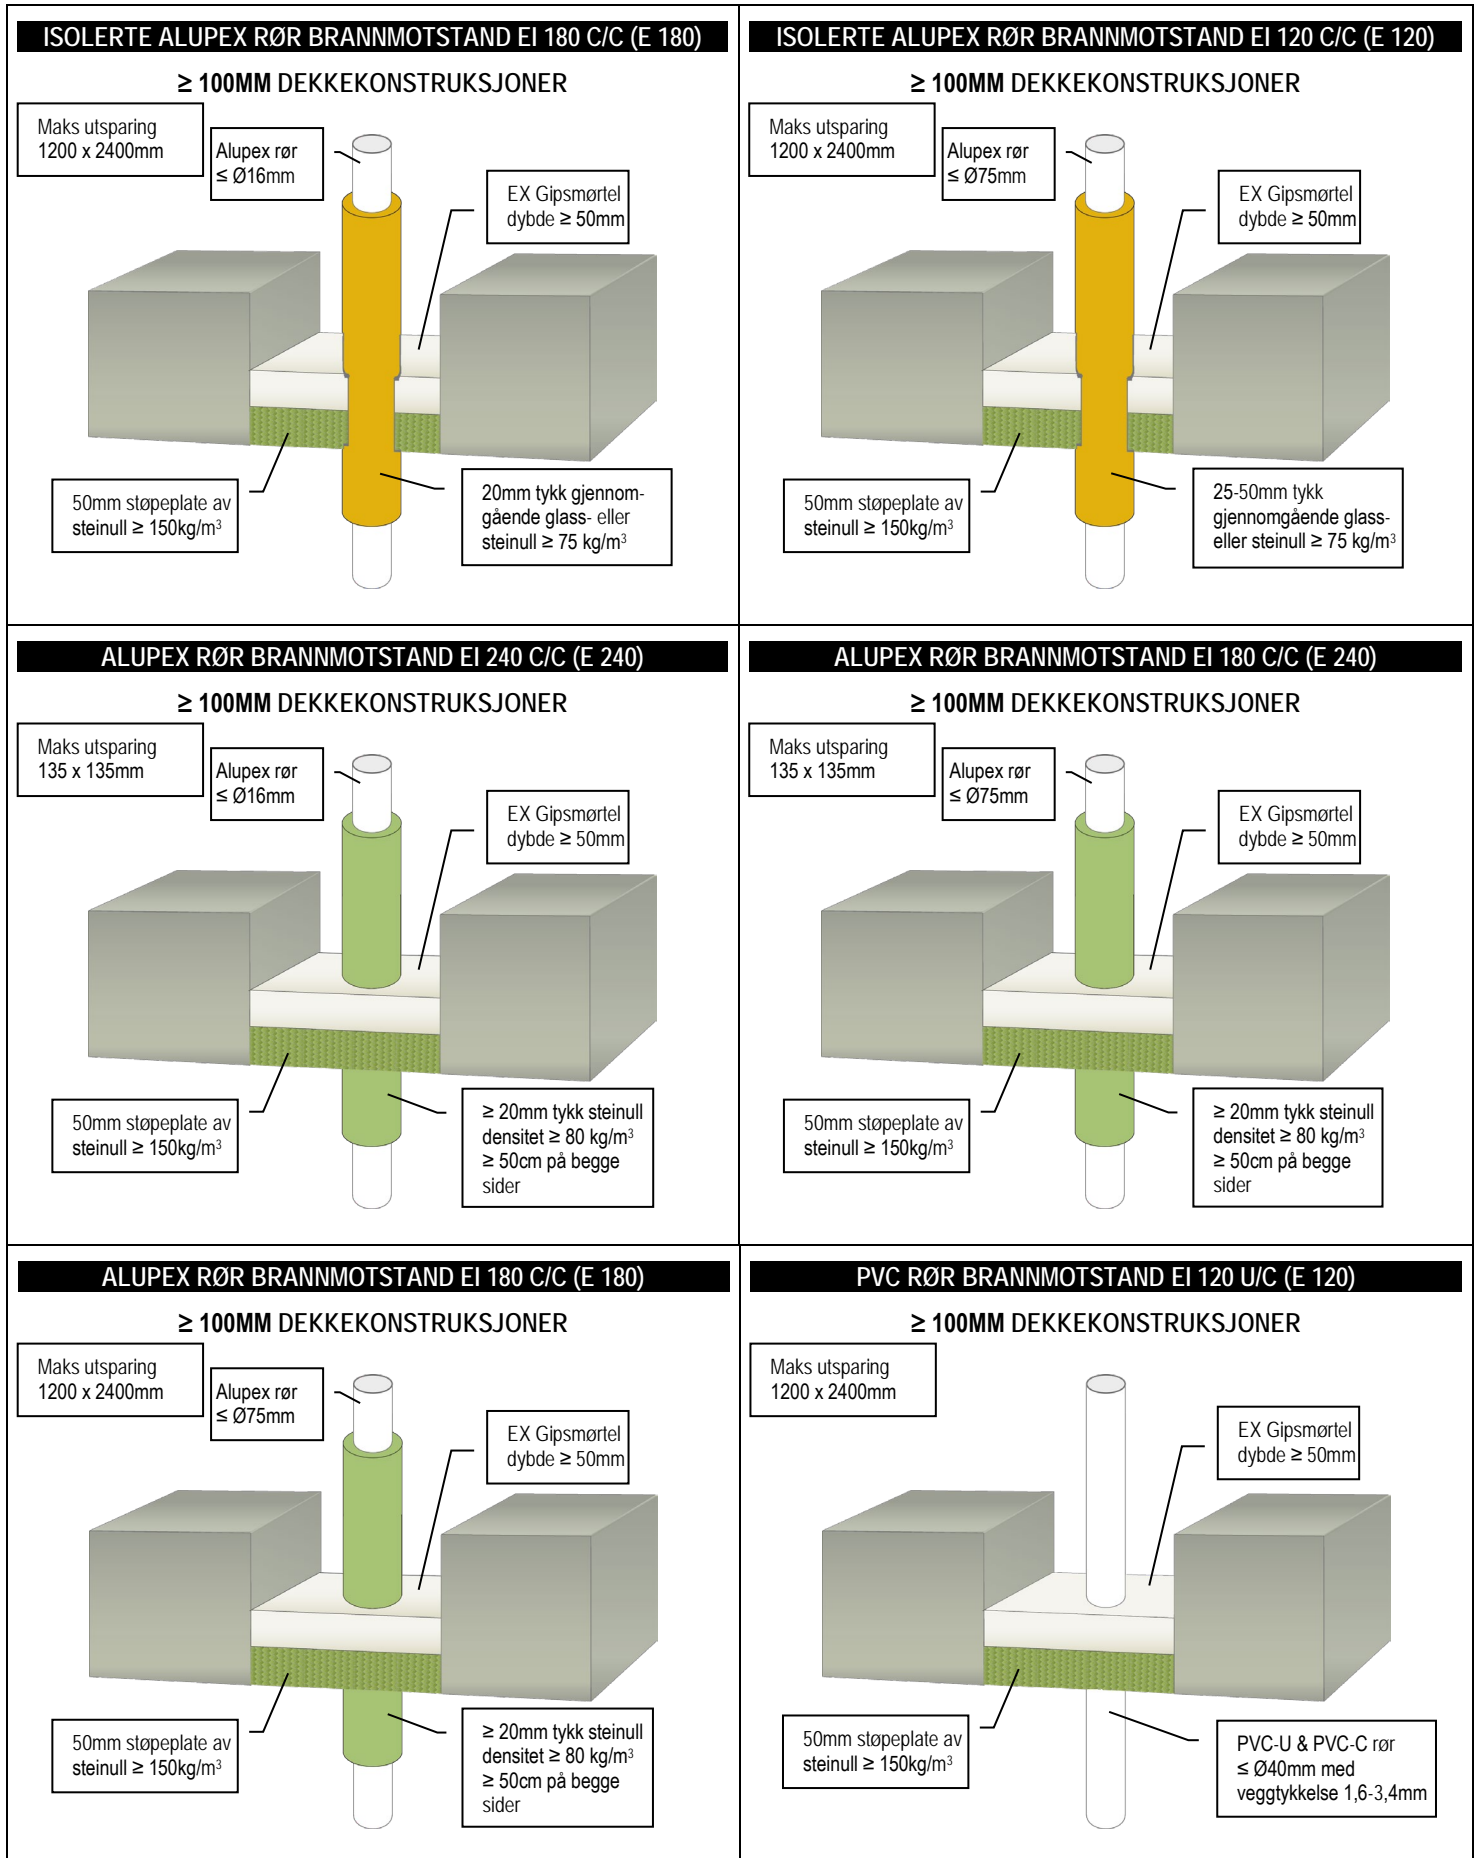 ISOLERTE ALUPEX RØR BRANNMOTSTAND EI 180 C/C (E 180)
≥ 100MM DEKKEKONSTRUKSJONER
Maks utsparing
1200 x 2400mm
Alupex rør
≤ Ø16mm
EX Gipsmørtel
dybde ≥ 50mm
50mm støpeplate av
steinull ≥ 150kg/m³
20mm tykk gjennom-
gående glass- eller
steinull ≥ 75 kg/m³
ISOLERTE ALUPEX RØR BRANNMOTSTAND EI 120 C/C (E 120)
≥ 100MM DEKKEKONSTRUKSJONER
Maks utsparing
1200 x 2400mm
Alupex rør
≤ Ø75mm
EX Gipsmørtel
dybde ≥ 50mm
50mm støpeplate av
steinull ≥ 150kg/m³
25-50mm tykk
gjennomgående glass-
eller steinull ≥ 75 kg/m³
ALUPEX RØR BRANNMOTSTAND EI 240 C/C (E 240)
≥ 100MM DEKKEKONSTRUKSJONER
Maks utsparing
135 x 135mm
Alupex rør
≤ Ø16mm
EX Gipsmørtel
dybde ≥ 50mm
50mm støpeplate av
steinull ≥ 150kg/m³
≥ 20mm tykk steinull
densitet ≥ 80 kg/m³
≥ 50cm på begge
sider
ALUPEX RØR BRANNMOTSTAND EI 180 C/C (E 240)
≥ 100MM DEKKEKONSTRUKSJONER
Maks utsparing
135 x 135mm
Alupex rør
≤ Ø75mm
EX Gipsmørtel
dybde ≥ 50mm
50mm støpeplate av
steinull ≥ 150kg/m³
≥ 20mm tykk steinull
densitet ≥ 80 kg/m³
≥ 50cm på begge
sider
ALUPEX RØR BRANNMOTSTAND EI 180 C/C (E 180)
≥ 100MM DEKKEKONSTRUKSJONER
Maks utsparing
1200 x 2400mm
Alupex rør
≤ Ø75mm
EX Gipsmørtel
dybde ≥ 50mm
50mm støpeplate av
steinull ≥ 150kg/m³
≥ 20mm tykk steinull
densitet ≥ 80 kg/m³
≥ 50cm på begge
sider
PVC RØR BRANNMOTSTAND EI 120 U/C (E 120)
≥ 100MM DEKKEKONSTRUKSJONER
Maks utsparing
1200 x 2400mm
EX Gipsmørtel
dybde ≥ 50mm
50mm støpeplate av
steinull ≥ 150kg/m³
PVC-U & PVC-C rør
≤ Ø40mm med
veggtykkelse 1,6-3,4mm